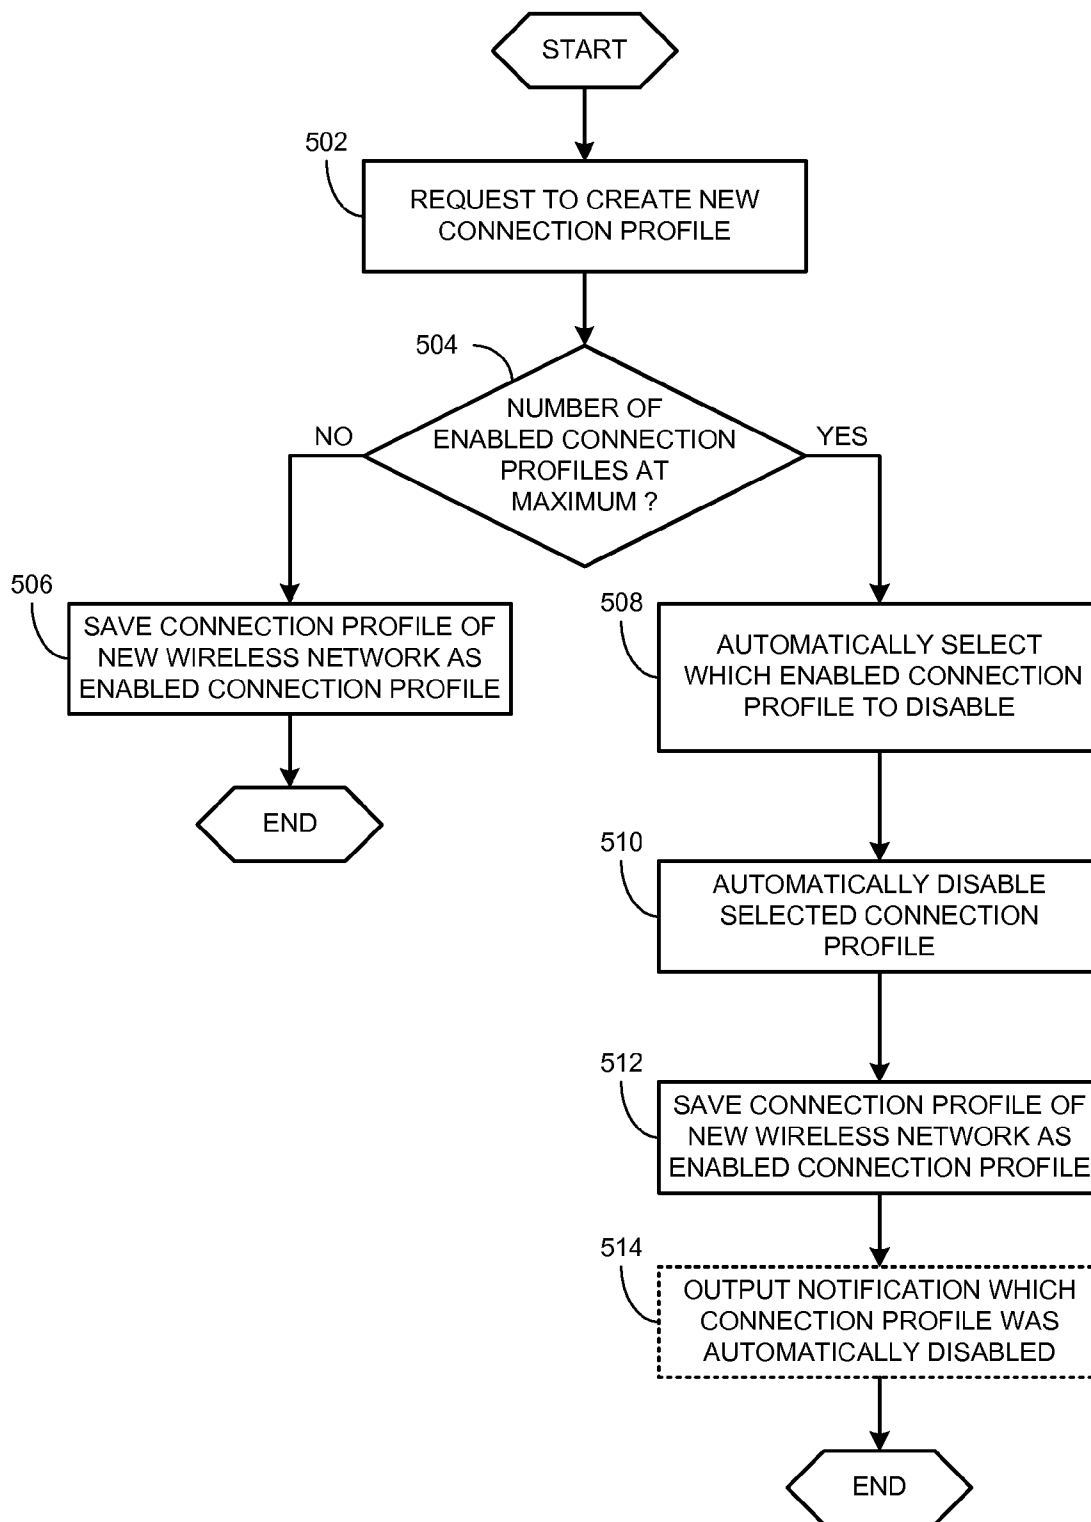 START
502
REQUEST TO CREATE NEW
CONNECTION PROFILE
504
NUMBER OF
ENABLED CONNECTION
PROFILES AT
MAXIMUM ?
NO
YES
506
SAVE CONNECTION PROFILE OF
NEW WIRELESS NETWORK AS
ENABLED CONNECTION PROFILE
END
508
AUTOMATICALLY SELECT
WHICH ENABLED CONNECTION
PROFILE TO DISABLE
510
AUTOMATICALLY DISABLE
SELECTED CONNECTION
PROFILE
512
SAVE CONNECTION PROFILE OF
NEW WIRELESS NETWORK AS
ENABLED CONNECTION PROFILE
514
OUTPUT NOTIFICATION WHICH
CONNECTION PROFILE WAS
AUTOMATICALLY DISABLED
END